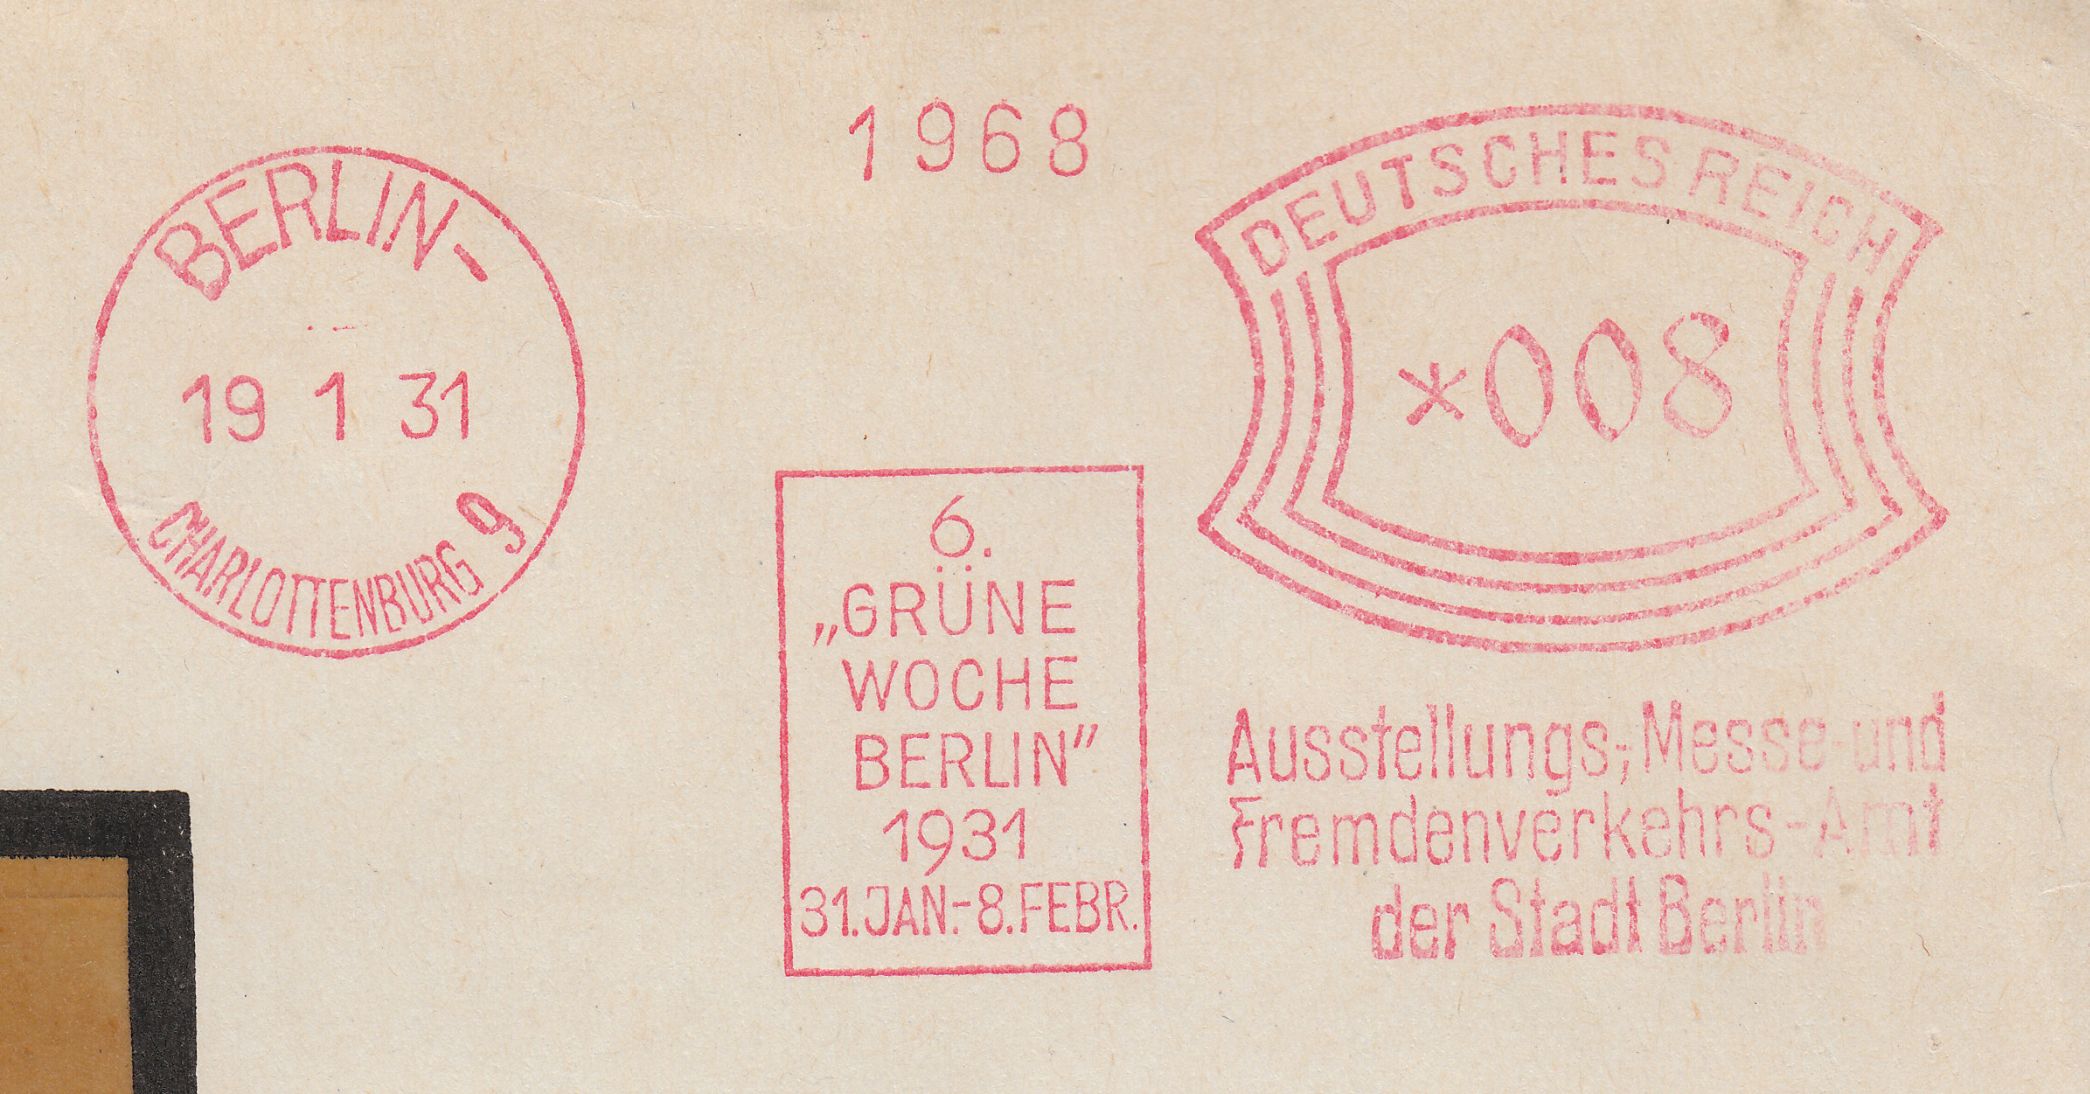 1968
BERLIN-
19 1 31
CHARLOTTENBURG 9
DEUTSCHES REICH
*008
6.
„GRÜNE
WOCHE
BERLIN”
1931
31.JAN.-8.FEBR.
Ausstellungs-, Messe-und
Fremdenverkehrs-Amt
der Stadt Berlin